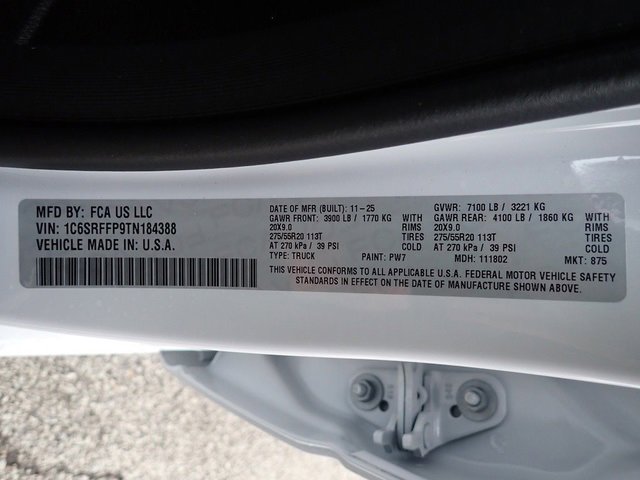 MFD BY: FCA US LLC
VIN: 1C6SRFFP9TN184388
VEHICLE MADE IN U.S.A.
DATE OF MFR (BUILT): 11-25
GAWR FRONT: 3900 LB / 1770 KG
20X9.0 RIMS
275/55R20 113T TIRES
AT 270 kPa / 39 PSI COLD
TYPE: TRUCK PAINT: PW7
GVWR: 7100 LB / 3221 KG
GAWR REAR: 4100 LB / 1860 KG
20X9.0 RIMS
275/55R20 113T TIRES
AT 270 kPa / 39 PSI COLD
MDH: 111802 MKT: 875
THIS VEHICLE CONFORMS TO ALL APPLICABLE U.S.A. FEDERAL MOTOR VEHICLE SAFETY
STANDARDS IN EFFECT ON THE DATE OF MANUFACTURE SHOWN ABOVE.